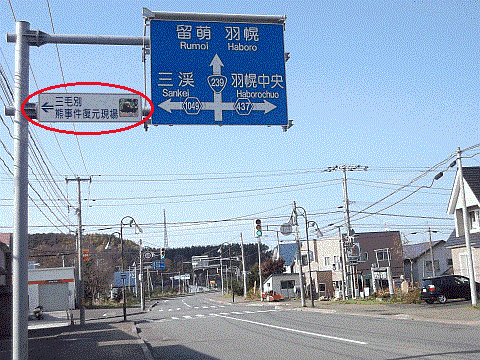 留萌 羽幌
Rumoi Haboro
三渓 239 羽幌中央
Sankei Haborochuo
1049 437
三毛別
熊事件復元現場